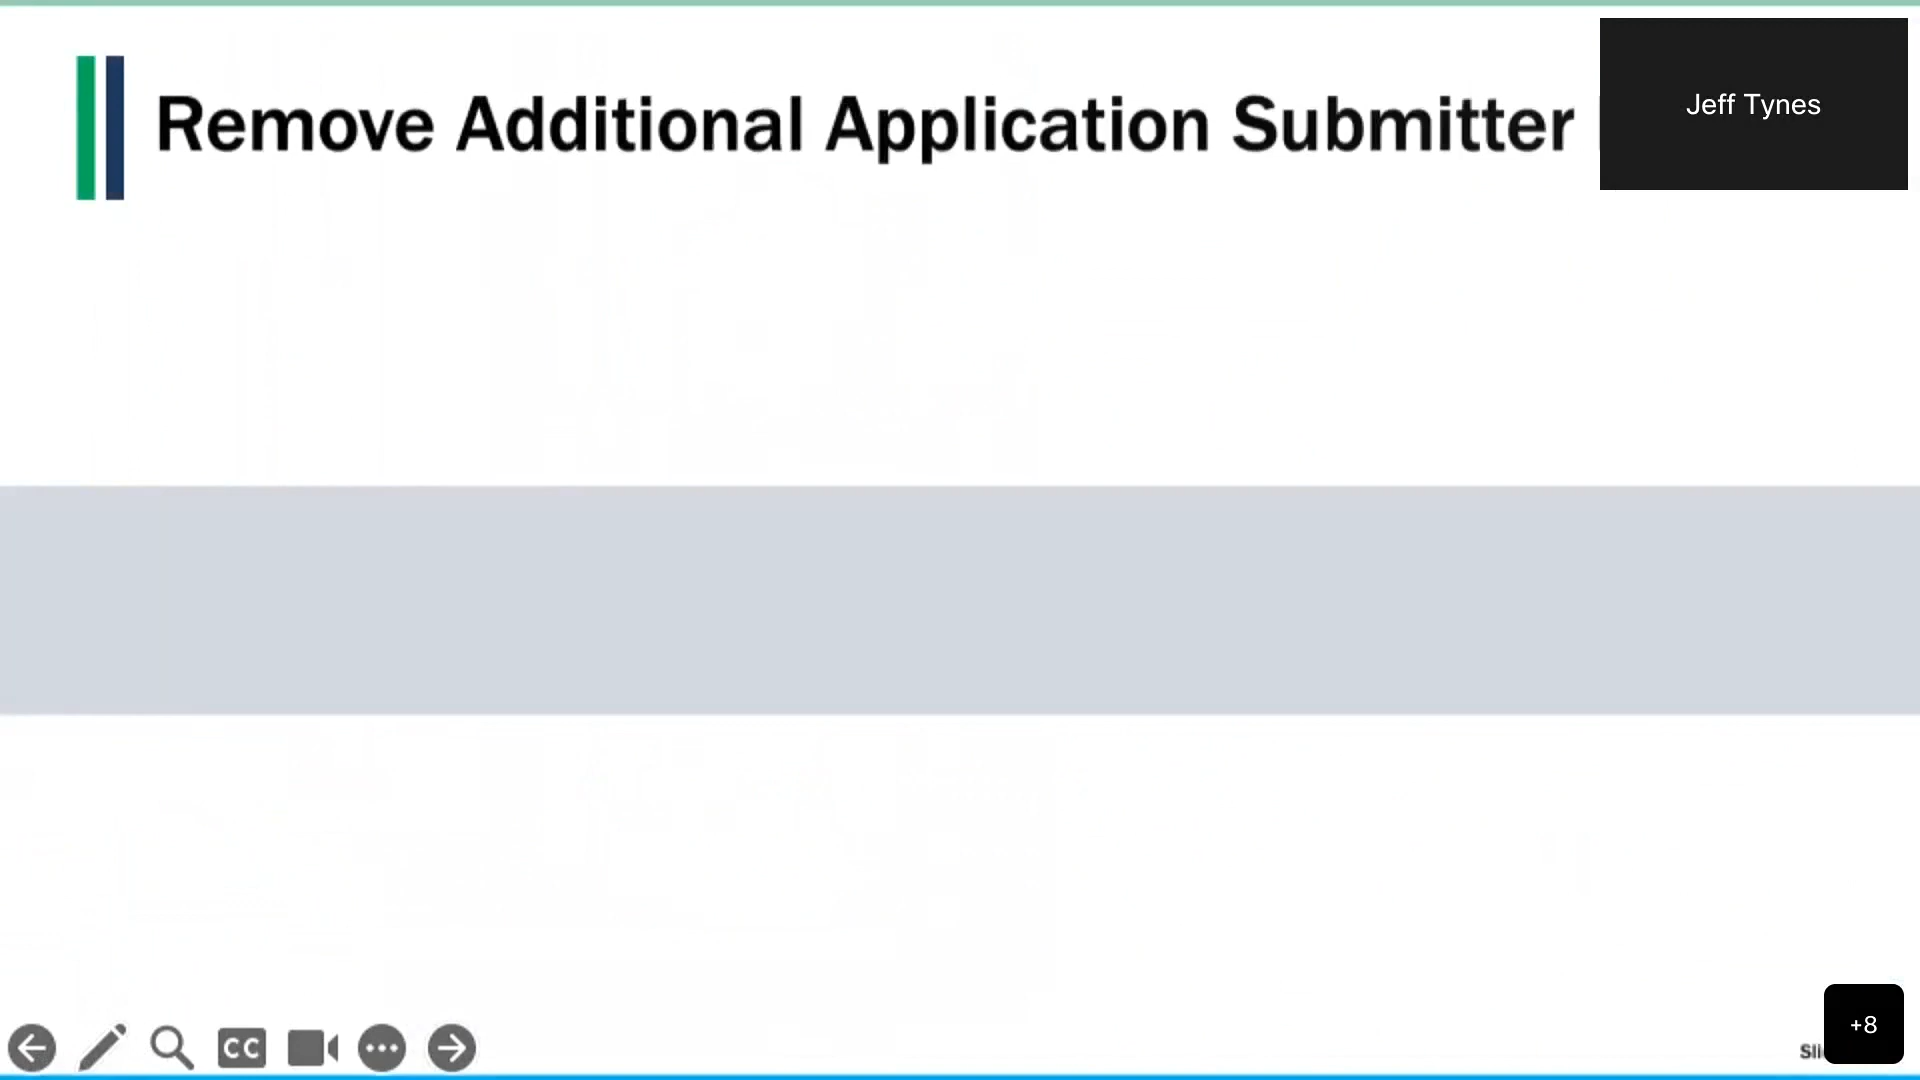 Remove Additional Application Submitter
Jeff Tynes
CC
+8